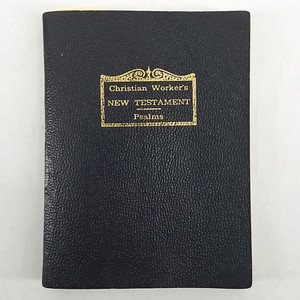 Christian Worker's
NEW TESTAMENT
Psalms